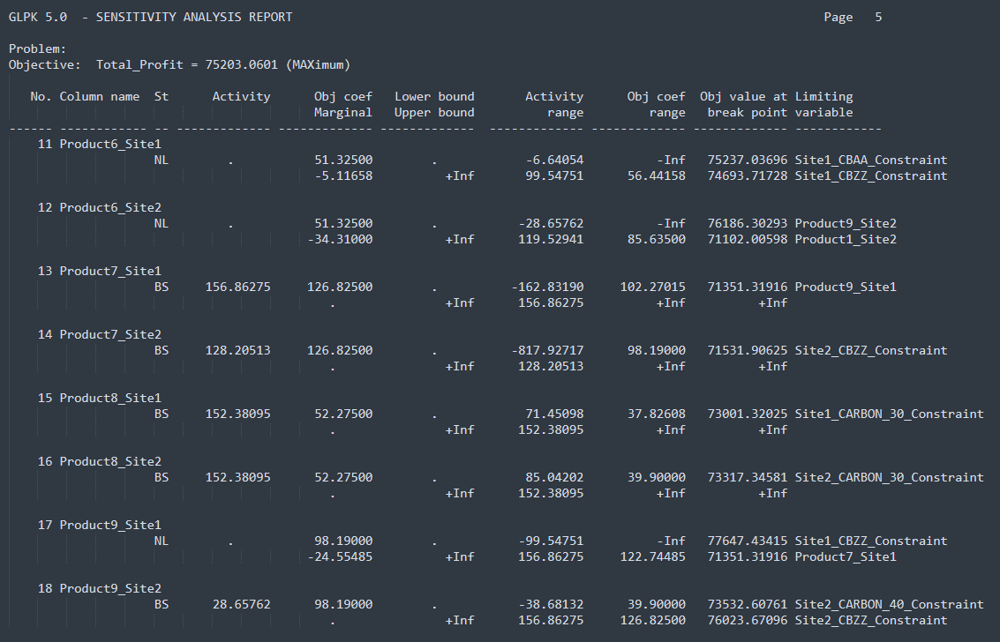 GLPK 5.0  - SENSITIVITY ANALYSIS REPORT                                                                         Page   5

Problem:
Objective:  Total_Profit = 75203.0601 (MAXimum)

   No. Column name  St      Activity      Obj coef   Lower bound       Activity      Obj coef  Obj value at Limiting
                                          Marginal   Upper bound          range         range   break point variable
------ ------------ -- ------------- ------------- -------------  ------------- ------------- ------------- ------------
    11 Product6_Site1
                    NL        .           51.32500        .            -6.64054          -Inf   75237.03696 Site1_CBAA_Constraint
                                          -5.11658          +Inf       99.54751      56.44158   74693.71728 Site1_CBZZ_Constraint

    12 Product6_Site2
                    NL        .           51.32500        .           -28.65762          -Inf   76186.30293 Product9_Site2
                                         -34.31000          +Inf      119.52941      85.63500   71102.00598 Product1_Site2

    13 Product7_Site1
                    BS     156.86275     126.82500        .          -162.83190     102.27015   71351.31916 Product9_Site1
                                            .              +Inf      156.86275          +Inf          +Inf

    14 Product7_Site2
                    BS     128.20513     126.82500        .          -817.92717      98.19000   71531.90625 Site2_CBZZ_Constraint
                                            .              +Inf      128.20513          +Inf          +Inf

    15 Product8_Site1
                    BS     152.38095      52.27500        .            71.45098      37.82608   73001.32025 Site1_CARBON_30_Constraint
                                            .              +Inf      152.38095          +Inf          +Inf

    16 Product8_Site2
                    BS     152.38095      52.27500        .            85.04202      39.90000   73317.34581 Site2_CARBON_30_Constraint
                                            .              +Inf      152.38095          +Inf          +Inf

    17 Product9_Site1
                    NL        .           98.19000        .           -99.54751          -Inf   77647.43415 Site1_CBZZ_Constraint
                                         -24.55485          +Inf      156.86275     122.74485   71351.31916 Product7_Site1

    18 Product9_Site2
                    BS      28.65762      98.19000        .           -38.68132      39.90000   73532.60761 Site2_CARBON_40_Constraint
                                            .              +Inf      156.86275     126.82500   76023.67096 Site2_CBZZ_Constraint